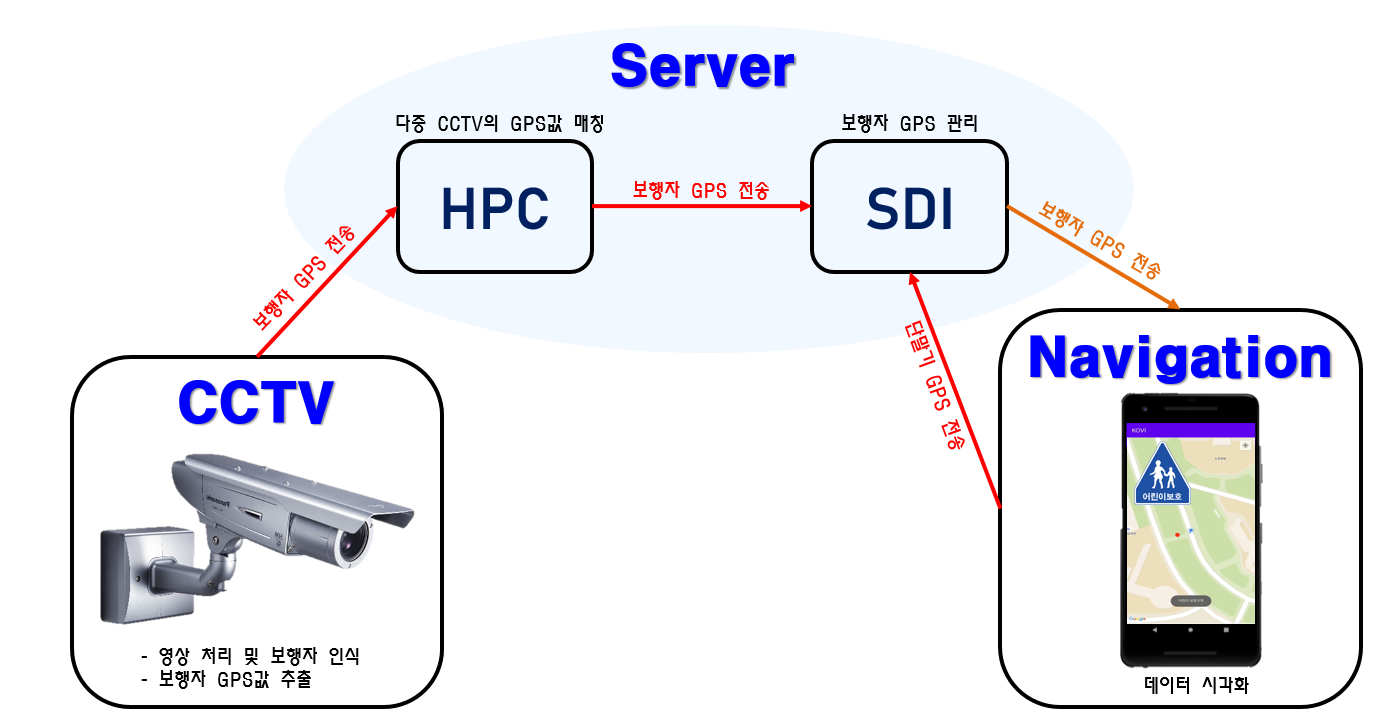 Server
다중 CCTV의 GPS값 매칭
보행자 GPS 관리
HPC
보행자 GPS 전송
SDI
보행자 GPS 전송
보행자 GPS 전송
단말기 GPS 전송
CCTV
- 영상 처리 및 보행자 인식
- 보행자 GPS값 추출
Navigation
KOVI
어린이보호
Google
데이터 시각화